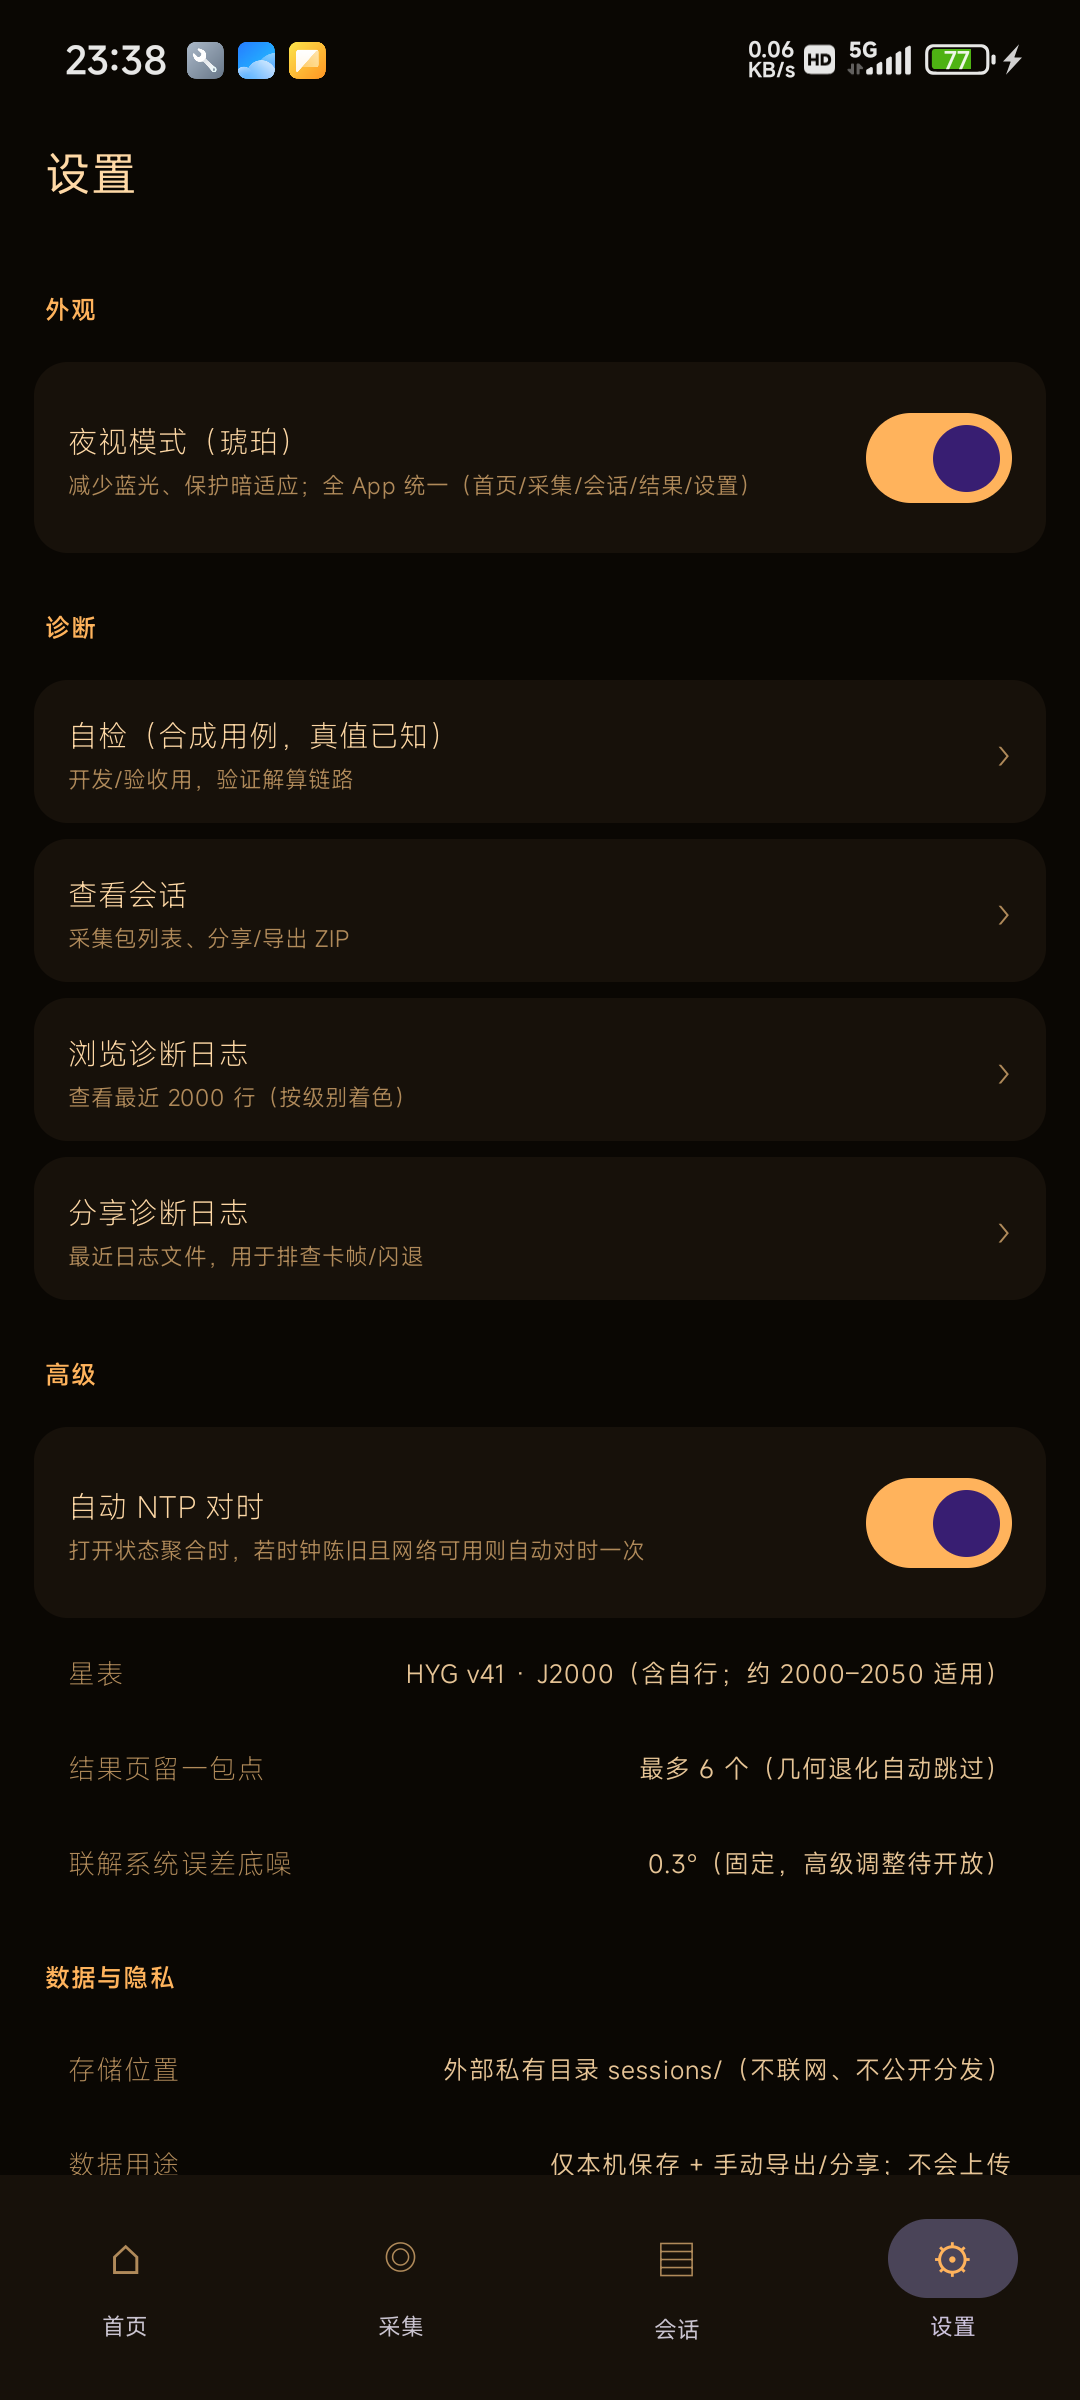 23:38
0.06 KB/s HD 5G 77
设置
外观
夜视模式（琥珀）
减少蓝光、保护暗适应；全 App 统一（首页/采集/会话/结果/设置）
诊断
自检（合成用例，真值已知）
开发/验收用，验证解算链路
查看会话
采集包列表、分享/导出 ZIP
浏览诊断日志
查看最近 2000 行（按级别着色）
分享诊断日志
最近日志文件，用于排查卡帧/闪退
高级
自动 NTP 对时
打开状态聚合时，若时钟陈旧且网络可用则自动对时一次
星表 HYG v41 · J2000（含自行；约 2000–2050 适用）
结果页留一包点 最多 6 个（几何退化自动跳过）
联解系统误差底噪 0.3°（固定，高级调整待开放）
数据与隐私
存储位置 外部私有目录 sessions/（不联网、不公开分发）
数据用途 仅本机保存 + 手动导出/分享；不会上传
首页 采集 会话 设置